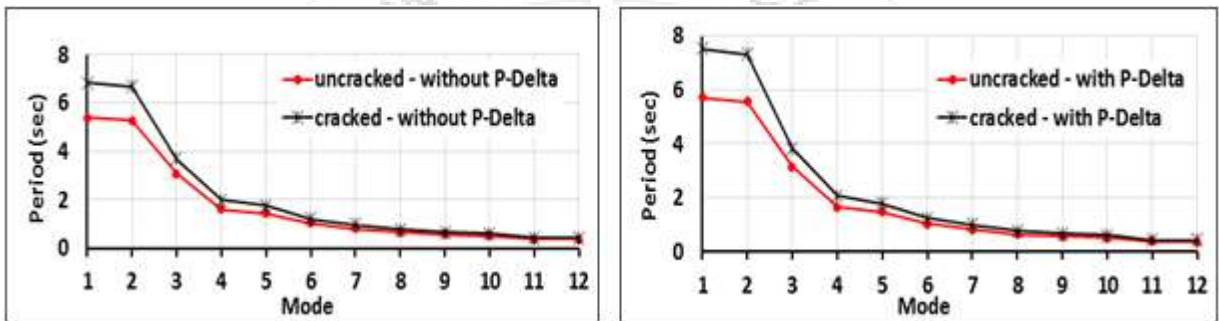 8
6
4
2
0
Period (sec)
uncracked - without P-Delta
cracked - without P-Delta
1 2 3 4 5 6 7 8 9 10 11 12
Mode
8
6
4
2
0
Period (sec)
uncracked - with P-Delta
cracked - with P-Delta
1 2 3 4 5 6 7 8 9 10 11 12
Mode